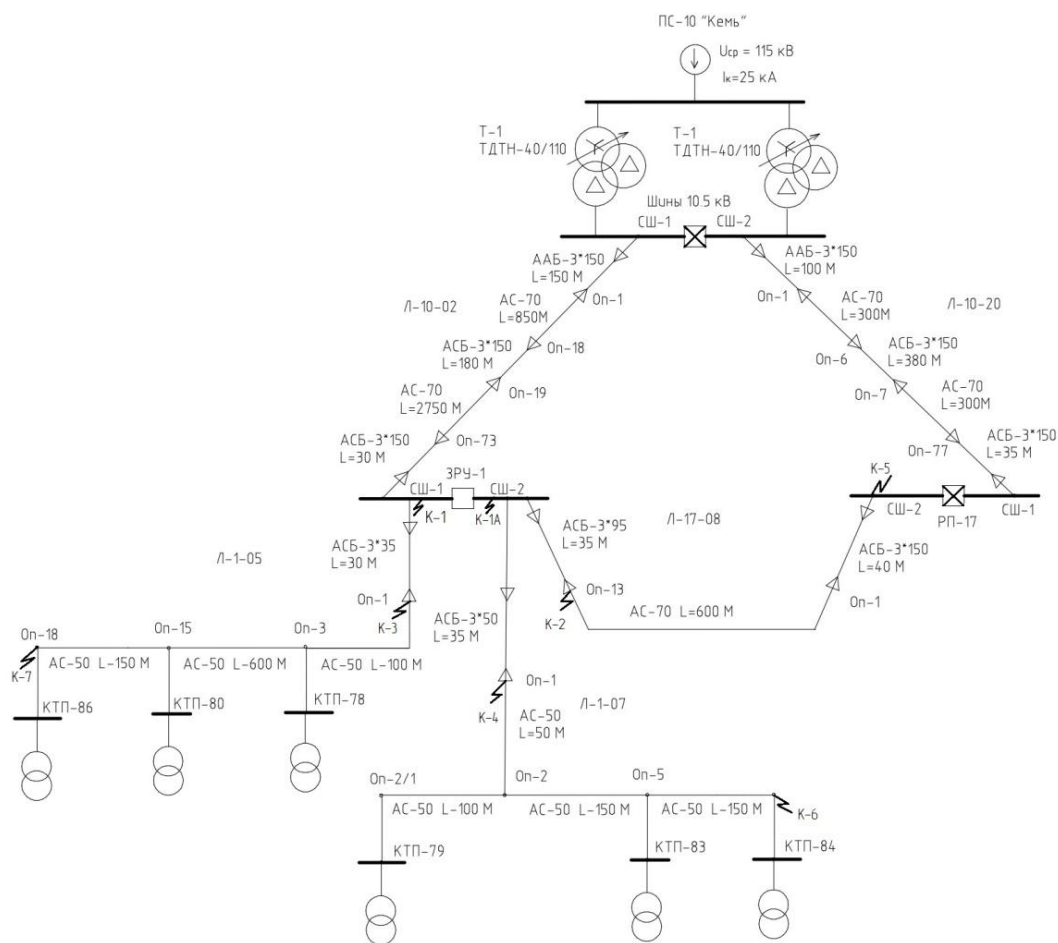 ПС-10 "Кемь"
Uср = 115 кВ
Iк=25 кА
Т-1
ТДТН-40/110
Т-1
ТДТН-40/110
Шины 10.5 кВ
СШ-1
СШ-2
ААБ-3*150
L=150 М
Оп-1
ААБ-3*150
L=100 М
Оп-1
Л-10-02
АС-70
L=850М
Оп-18
АС-70
L=300М
Л-10-20
Оп-6
АСБ-3*150
L=180 М
Оп-19
АСБ-3*150
L=380 М
Оп-7
АС-70
L=2750 М
Оп-73
АС-70
L=300М
Оп-77
АСБ-3*150
L=30 М
АСБ-3*150
L=35 М
ЗРУ-1
СШ-1
СШ-2
К-1
К-1А
К-5
СШ-2
РП-17
СШ-1
Л-1-05
АСБ-3*35
L=30 М
Оп-1
К-3
АСБ-3*50
L=35 М
АСБ-3*95
L=35 М
Л-17-08
Оп-13
К-2
АС-70 L=600 М
АСБ-3*150
L=40 М
Оп-1
Оп-18
Оп-15
Оп-3
К-7
АС-50 L-150 М
АС-50 L-600 М
АС-50 L-100 М
КТП-86
КТП-80
КТП-78
Оп-1
К-4
Л-1-07
АС-50
L=50 М
Оп-2/1
Оп-2
Оп-5
АС-50 L-100 М
АС-50 L-150 М
АС-50 L-150 М
К-6
КТП-79
КТП-83
КТП-84